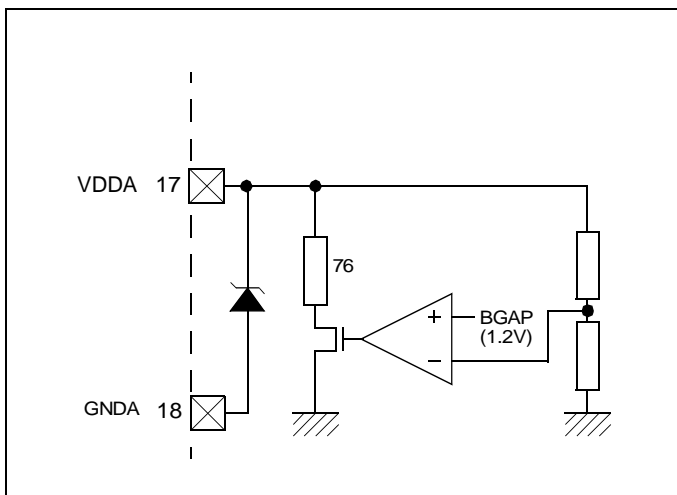 VDDA 17
76
+ BGAP
(1.2V)
−
GNDA 18